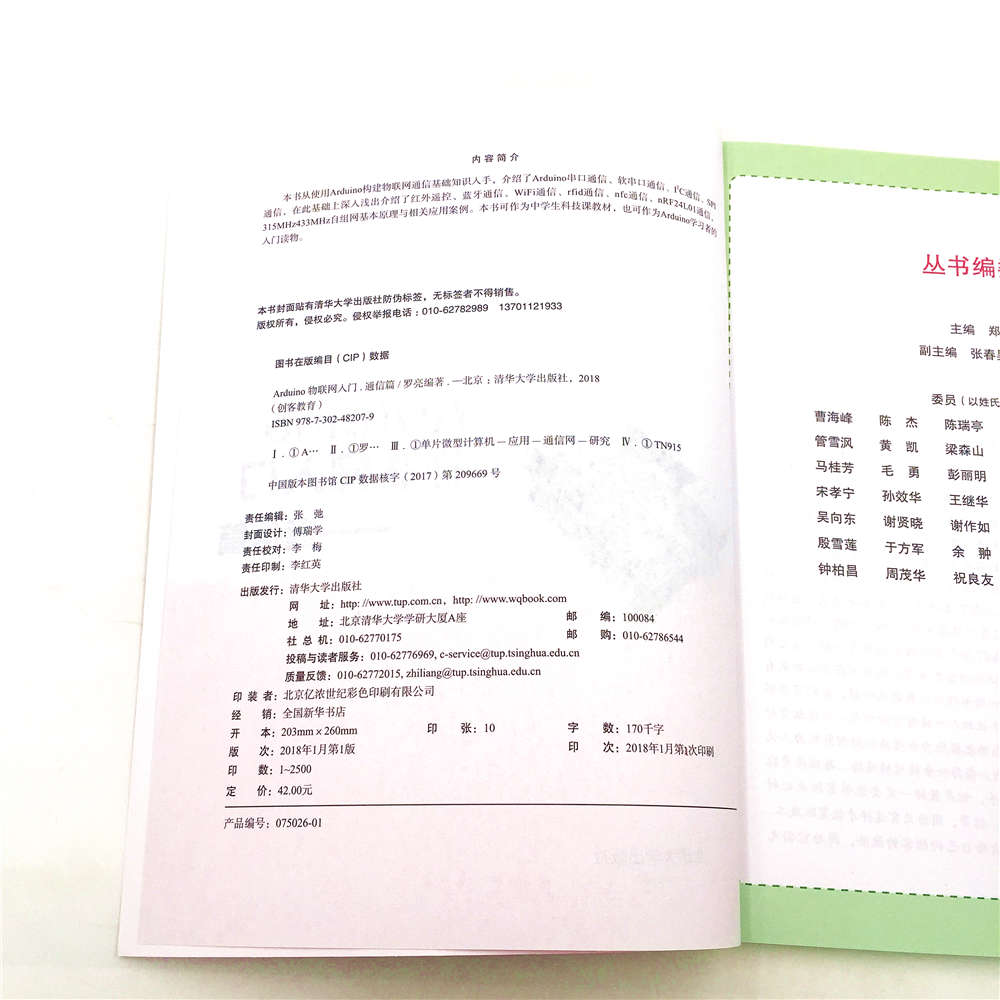 内容简介
本书从使用Arduino构建物联网通信基础知识入手，介绍了Arduino串口通信、软串口通信、I²C通信、SPI
通信，在此基础上深入浅出介绍了红外遥控、蓝牙通信、WiFi通信、rfid通信、nfc通信、nRF24L01通信、
315MHz433MHz自组网基本原理与相关应用案例。本书可作为中学生科技课教材，也可作为Arduino学习者的
入门读物。
本书封面贴有清华大学出版社防伪标签，无标签者不得销售。
版权所有，侵权必究。侵权举报电话：010-62782989 13701121933
图书在版编目（CIP）数据
Arduino 物联网入门．通信篇 / 罗亮编著．—北京：清华大学出版社，2018
（创客教育）
ISBN 978-7-302-48207-9
Ⅰ．①A… Ⅱ．①罗… Ⅲ．①单片微型计算机－应用－通信网－研究 Ⅳ．①TN915
中国版本图书馆 CIP 数据核字（2017）第 209669 号
责任编辑：张 弛
封面设计：傅瑞学
责任校对：李 梅
责任印制：李红英
出版发行：清华大学出版社
网 址：http: //www.tup.com.cn，http: //www.wqbook.com
地 址：北京清华大学学研大厦A座 邮 编：100084
社 总 机：010-62770175 邮 购：010-62786544
投稿与读者服务：010-62776969, c-service@tup.tsinghua.edu.cn
质量反馈：010-62772015, zhiliang@tup.tsinghua.edu.cn
印 装 者：北京亿浓世纪彩色印刷有限公司
经 销：全国新华书店
开 本：203mm×260mm 印 张：10 字 数：170千字
版 次：2018年1月第1版 印 次：2018年1月第1次印刷
印 数：1~2500
定 价：42.00元
产品编号：075026-01
丛书编
主编 郑
副主编 张春
委员（以姓氏
曹海峰 陈 杰 陈瑞亭
管雪沨 黄 凯 梁森山
马桂芳 毛 勇 彭丽明
宋孝宁 孙效华 王继华
吴向东 谢贤晓 谢作如
殷雪莲 于方军 余 翀
钟柏昌 周茂华 祝良友